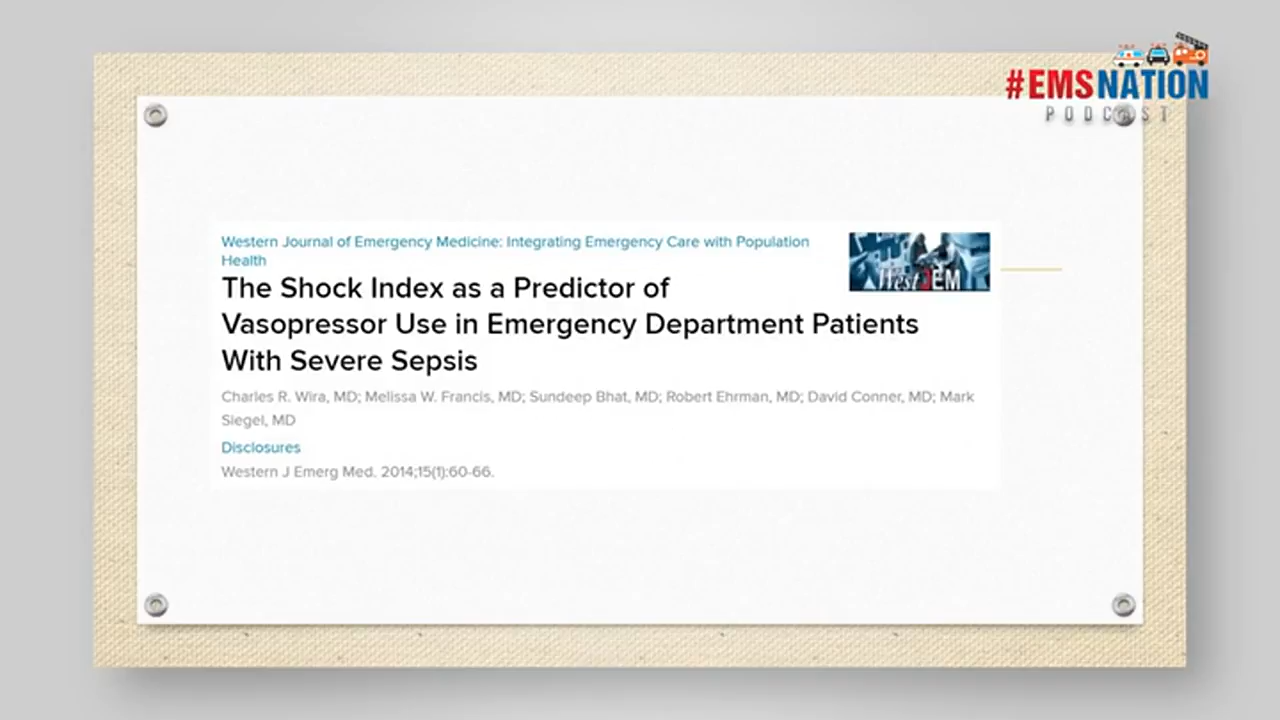 #EMSNATION
PODCAST
Western Journal of Emergency Medicine: Integrating Emergency Care with Population
Health
West EM
The Shock Index as a Predictor of
Vasopressor Use in Emergency Department Patients
With Severe Sepsis
Charles R. Wira, MD; Melissa W. Francis, MD; Sundeep Bhat, MD; Robert Ehrman, MD; David Conner, MD; Mark
Siegel, MD
Disclosures
Western J Emerg Med. 2014;15(1):60-66.